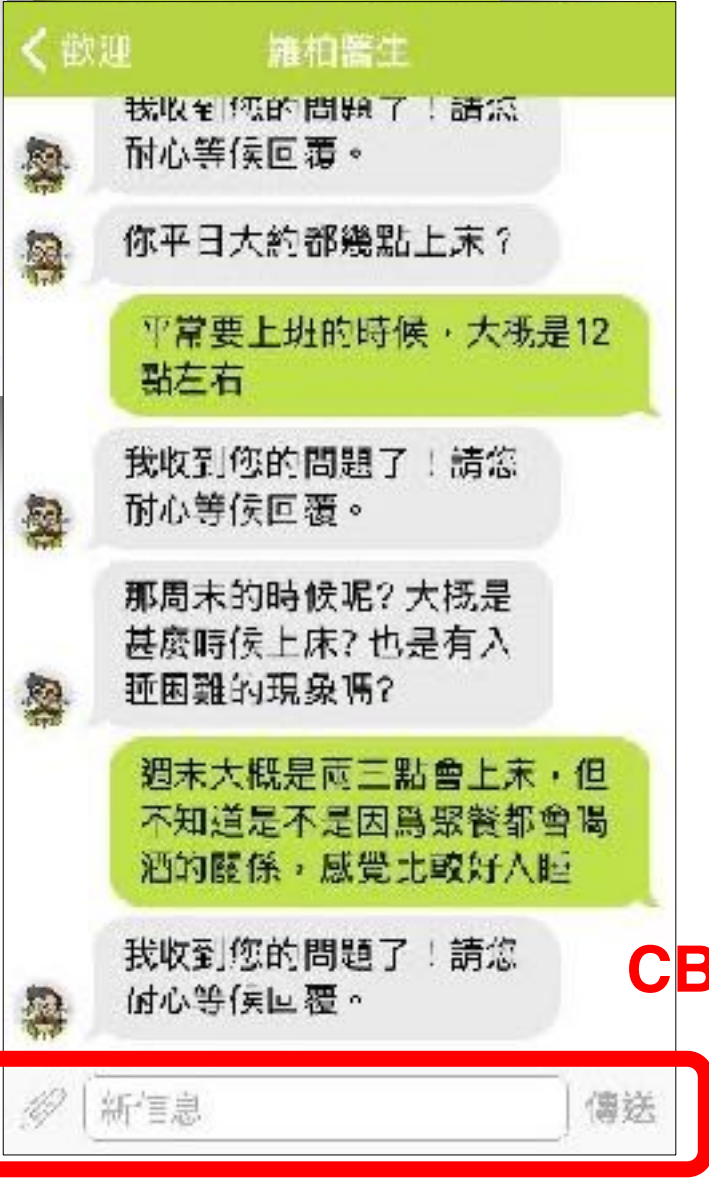 歡迎
羅柏醫生
我收到您的問題了！請您
耐心等侯回覆。
你平日大約都幾點上床？
平常要上班的時候，大概是12
點左右
我收到您的問題了！請您
耐心等侯回覆。
那周末的時候呢? 大概是
甚麼時侯上床? 也是有入
睡困難的現象嗎?
週末大概是兩三點會上床，但
不知道是不是因爲聚餐都會喝
酒的關係，感覺比較好入睡
我收到您的問題了！請您
耐心等侯回覆。
CB
新信息
傳送